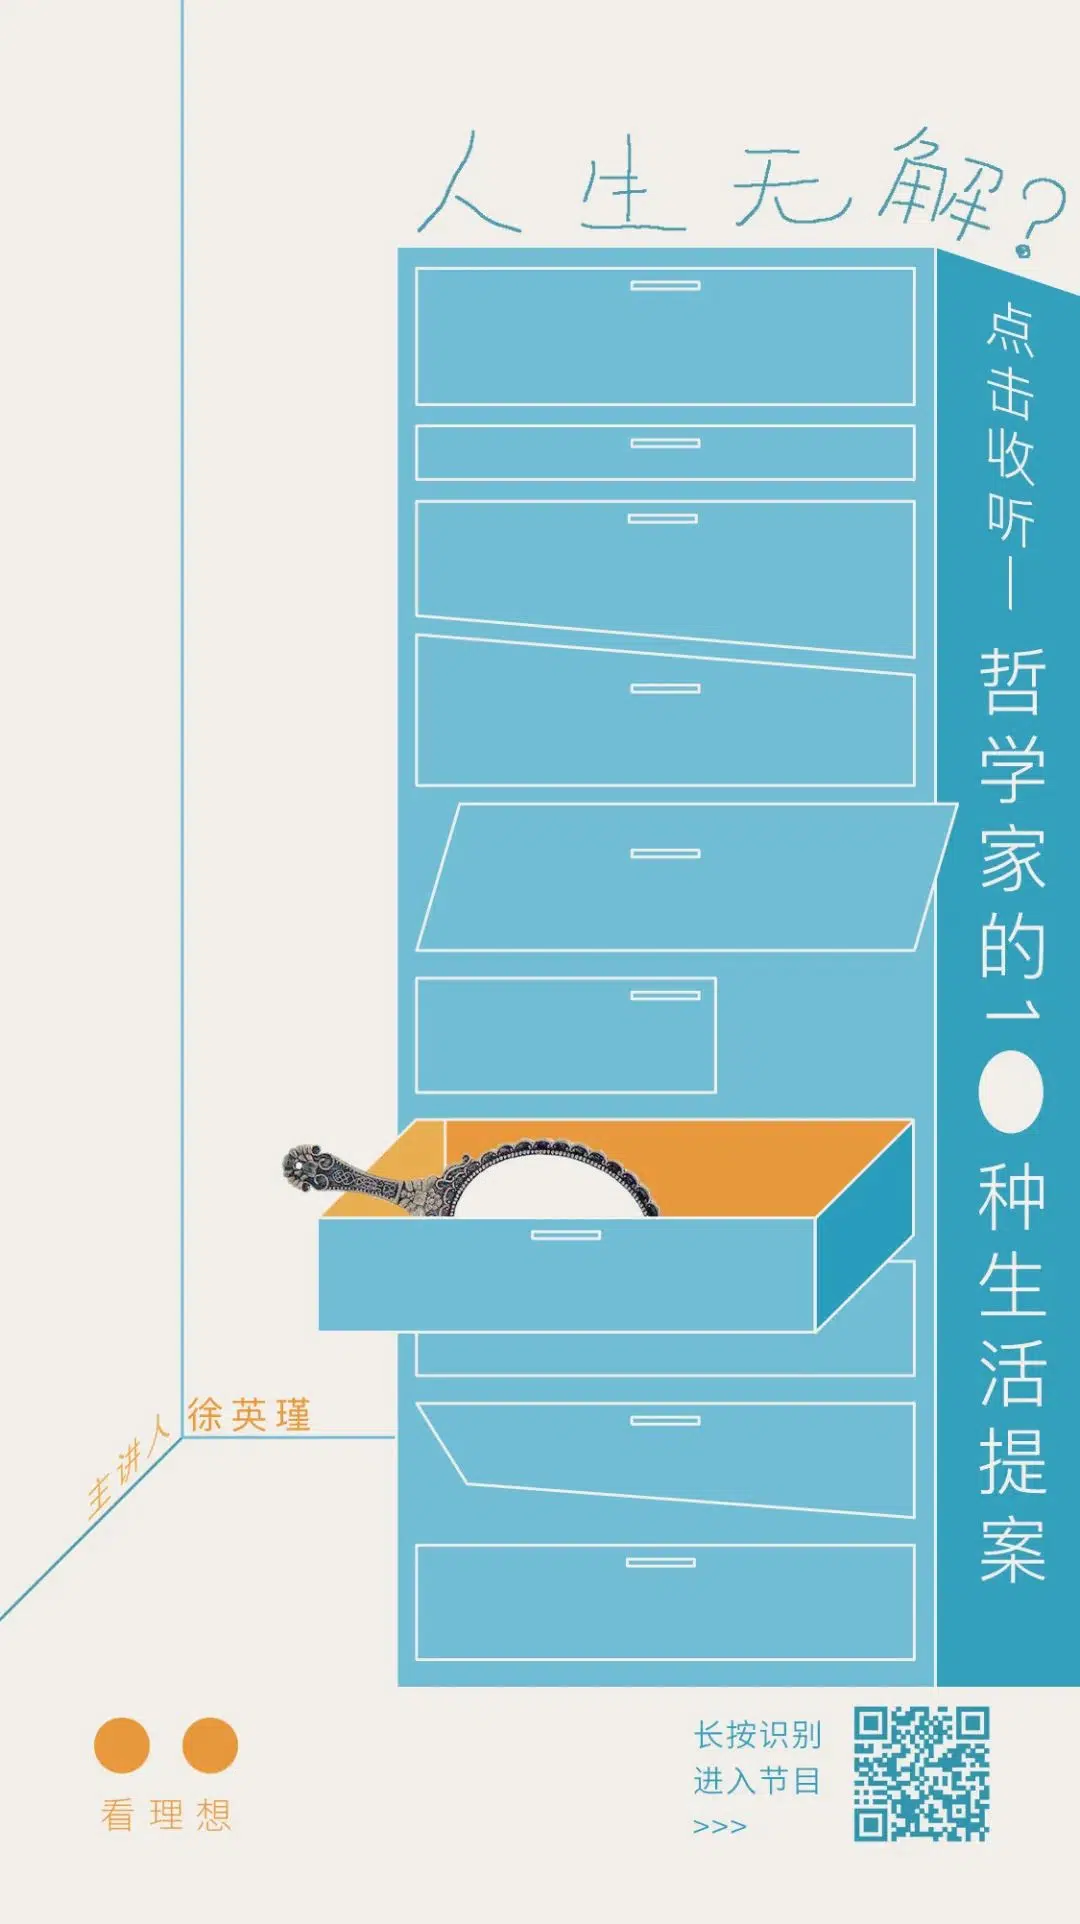 人生无解?
点击收听—
哲学家的10种生活提案
徐英瑾
主讲人
看理想
长按识别
进入节目
>>>